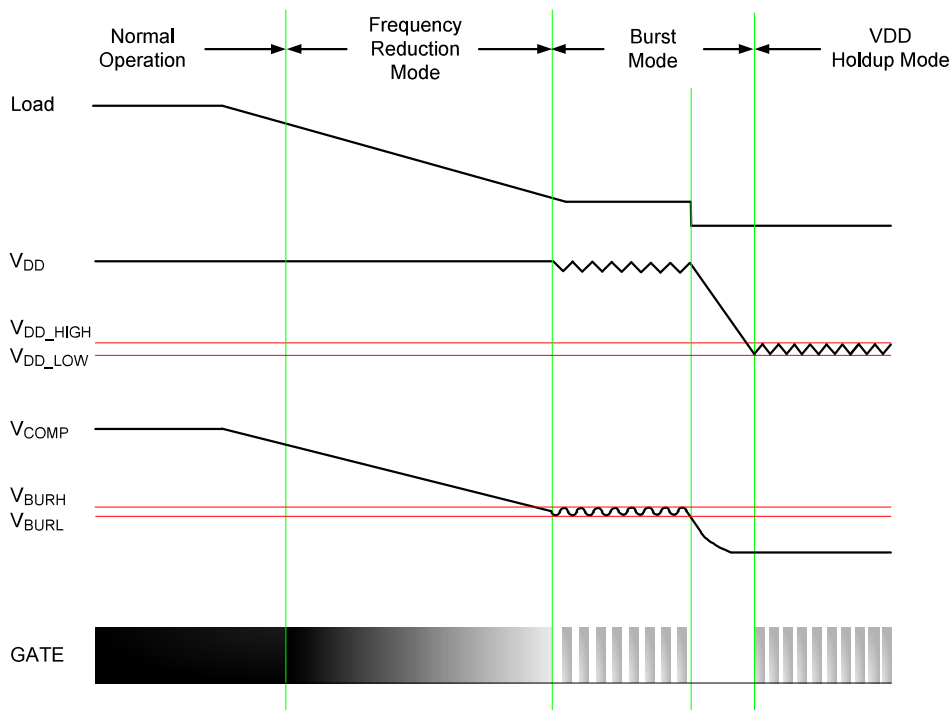 Normal
Operation
Frequency
Reduction
Mode
Burst
Mode
VDD
Holdup Mode
Load
VDD
VDD_HIGH
VDD_LOW
VCOMP
VBURH
VBURL
GATE